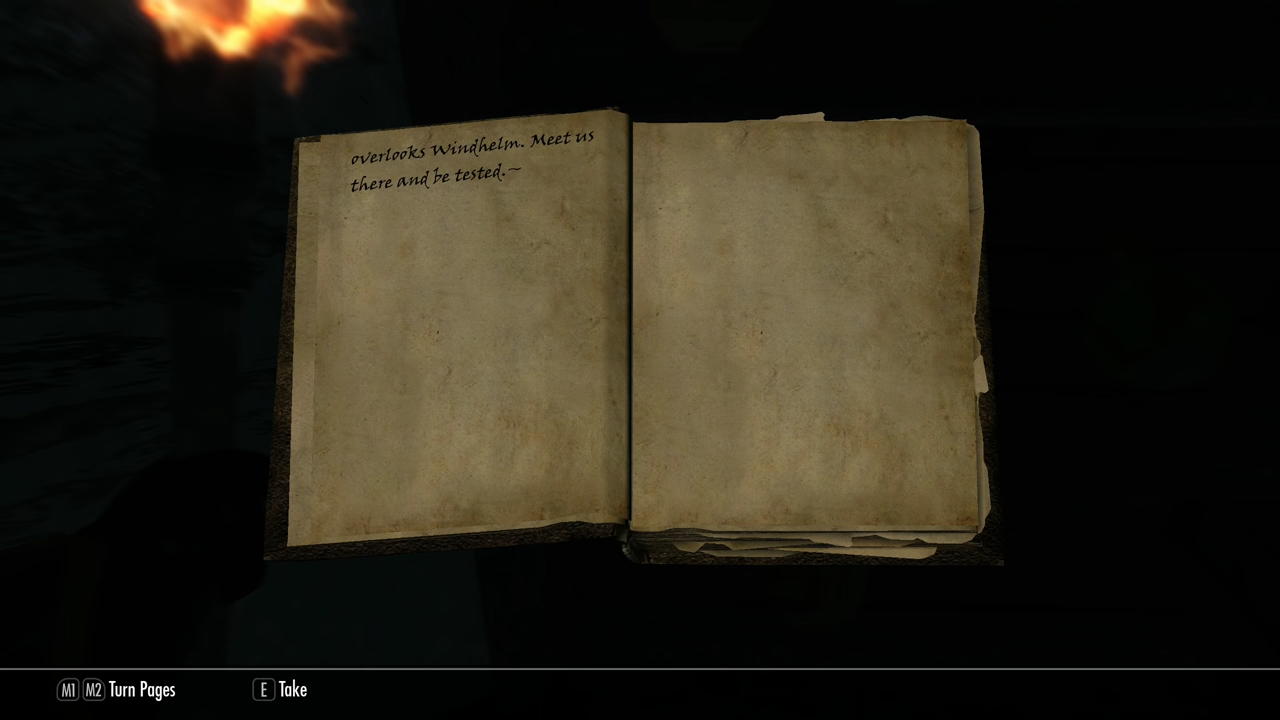 overlooks Windhelm. Meet us
there and be tested.~
M1 M2 Turn Pages E Take